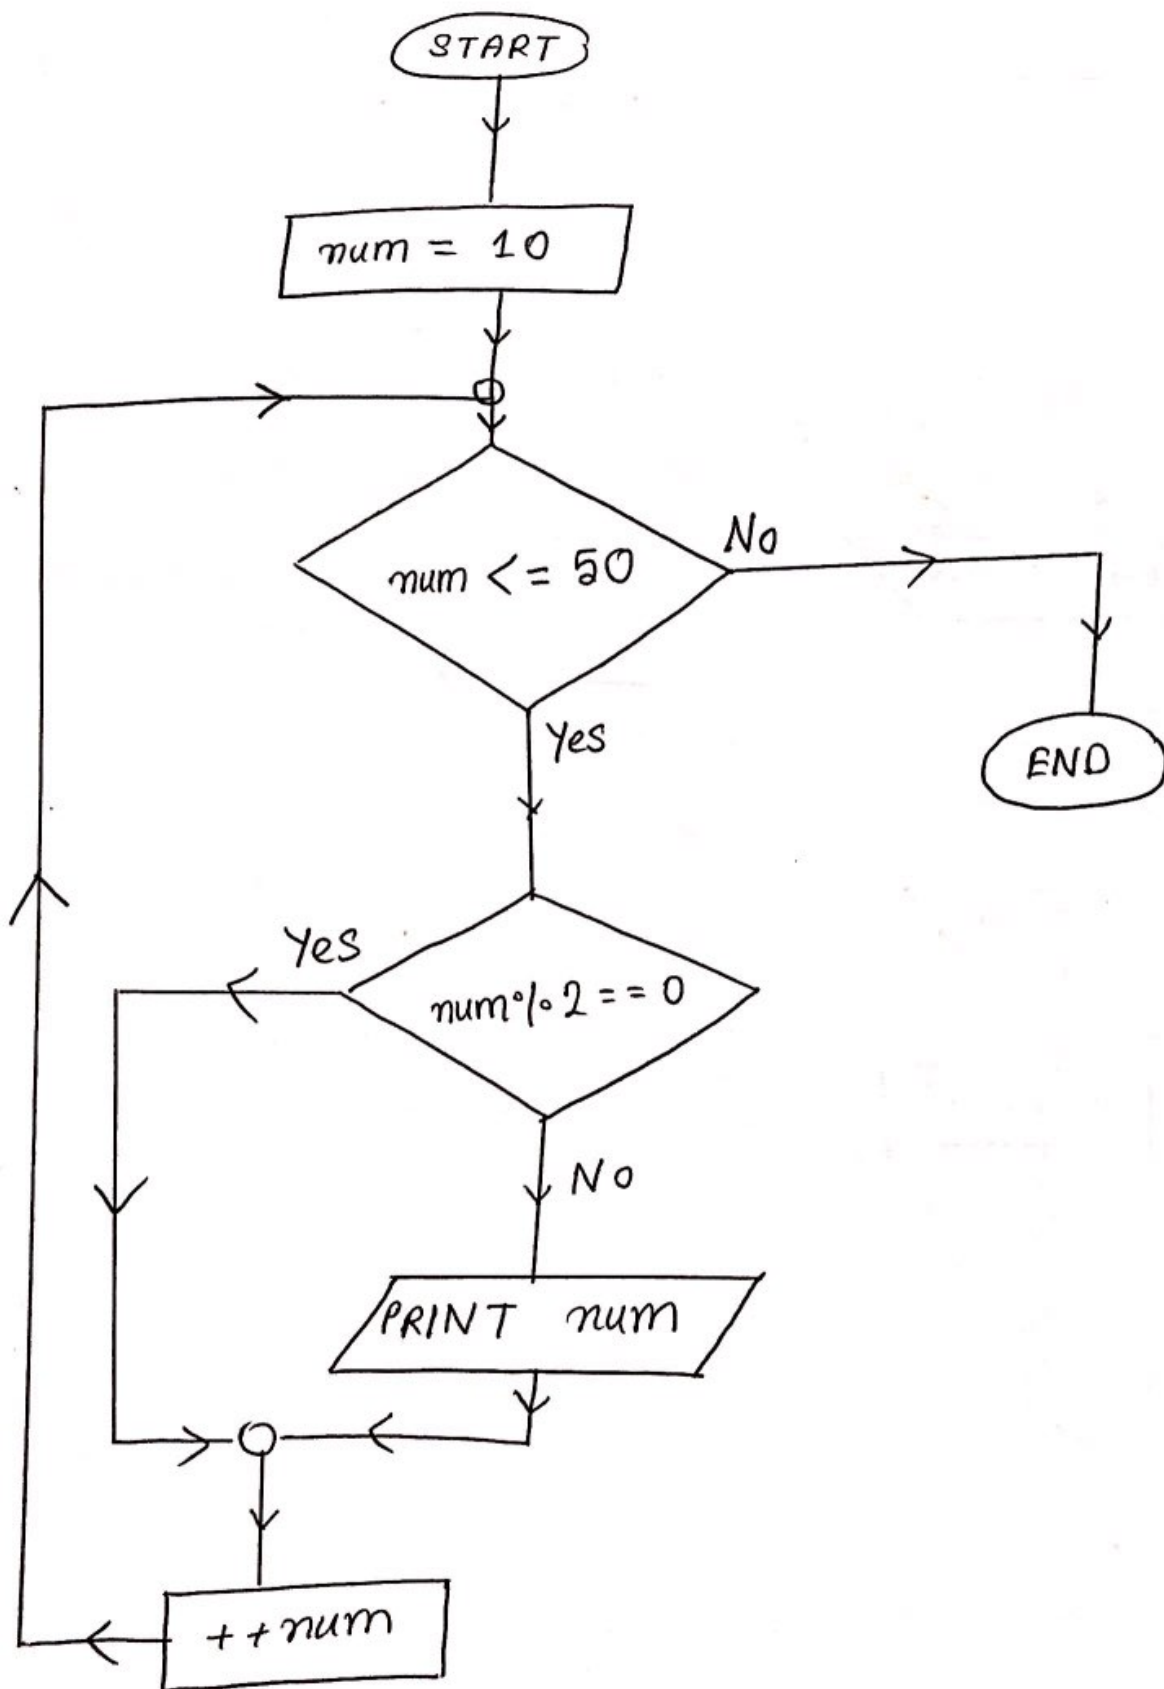 START
num = 10
num <= 50
No
Yes
END
Yes
num%2 == 0
No
PRINT num
++num